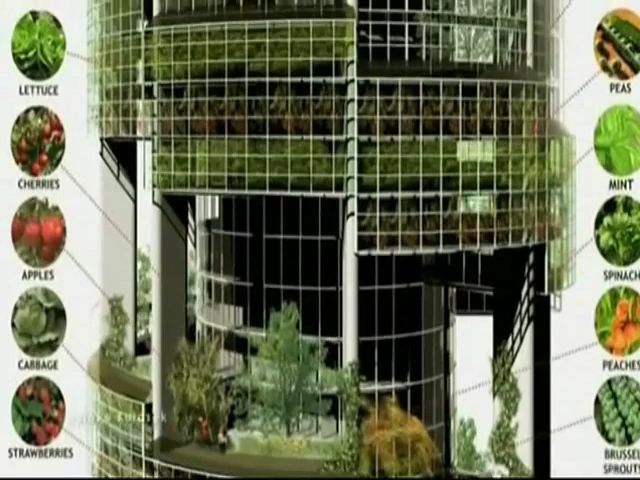 LETTUCE
CHERRIES
APPLES
CABBAGE
STRAWBERRIES
PEAS
MINT
SPINACH
PEACHES
BRUSSEL
SPROUTS